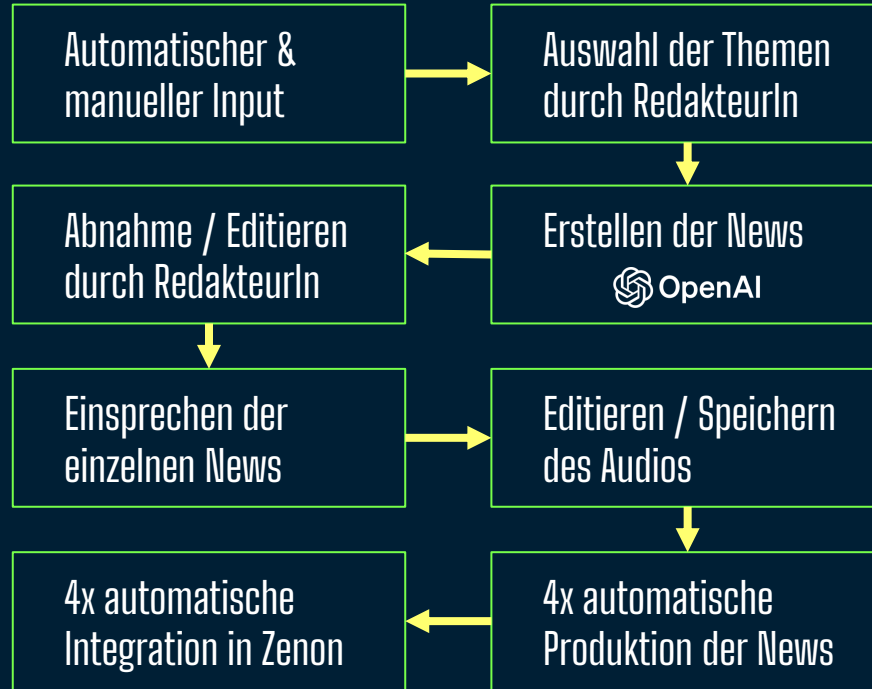 Automatischer &
manueller Input
Auswahl der Themen
durch RedakteurIn
Erstellen der News
OpenAI
Abnahme / Editieren
durch RedakteurIn
Einsprechen der
einzelnen News
Editieren / Speichern
des Audios
4x automatische
Produktion der News
4x automatische
Integration in Zenon